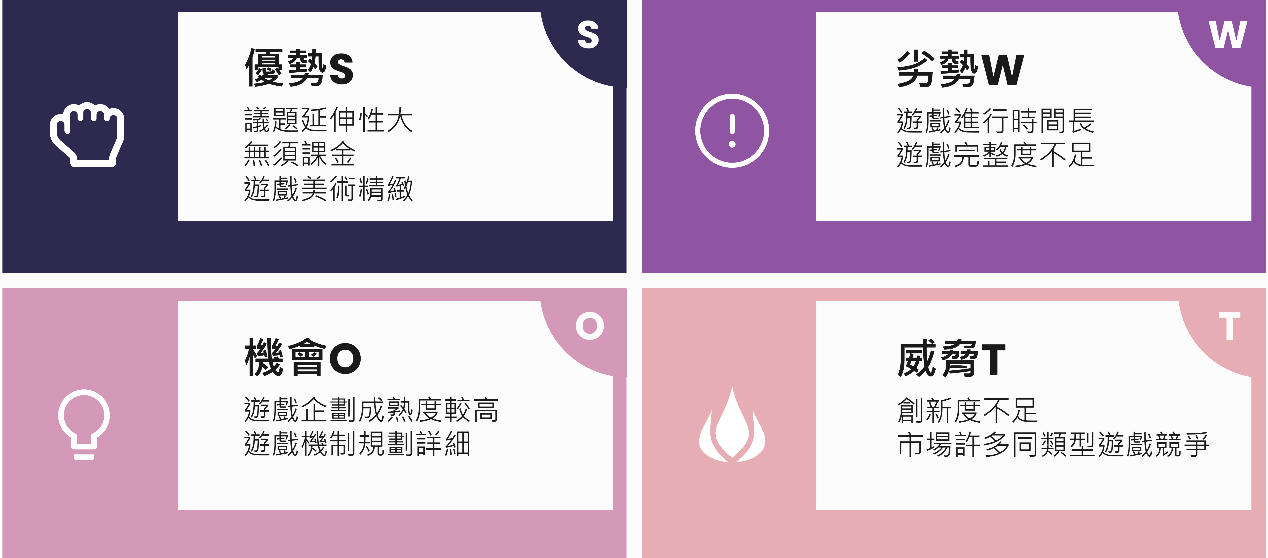 S
優勢S
議題延伸性大
無須課金
遊戲美術精緻
W
劣勢W
遊戲進行時間長
遊戲完整度不足
O
機會O
遊戲企劃成熟度較高
遊戲機制規劃詳細
T
威脅T
創新度不足
市場許多同類型遊戲競爭